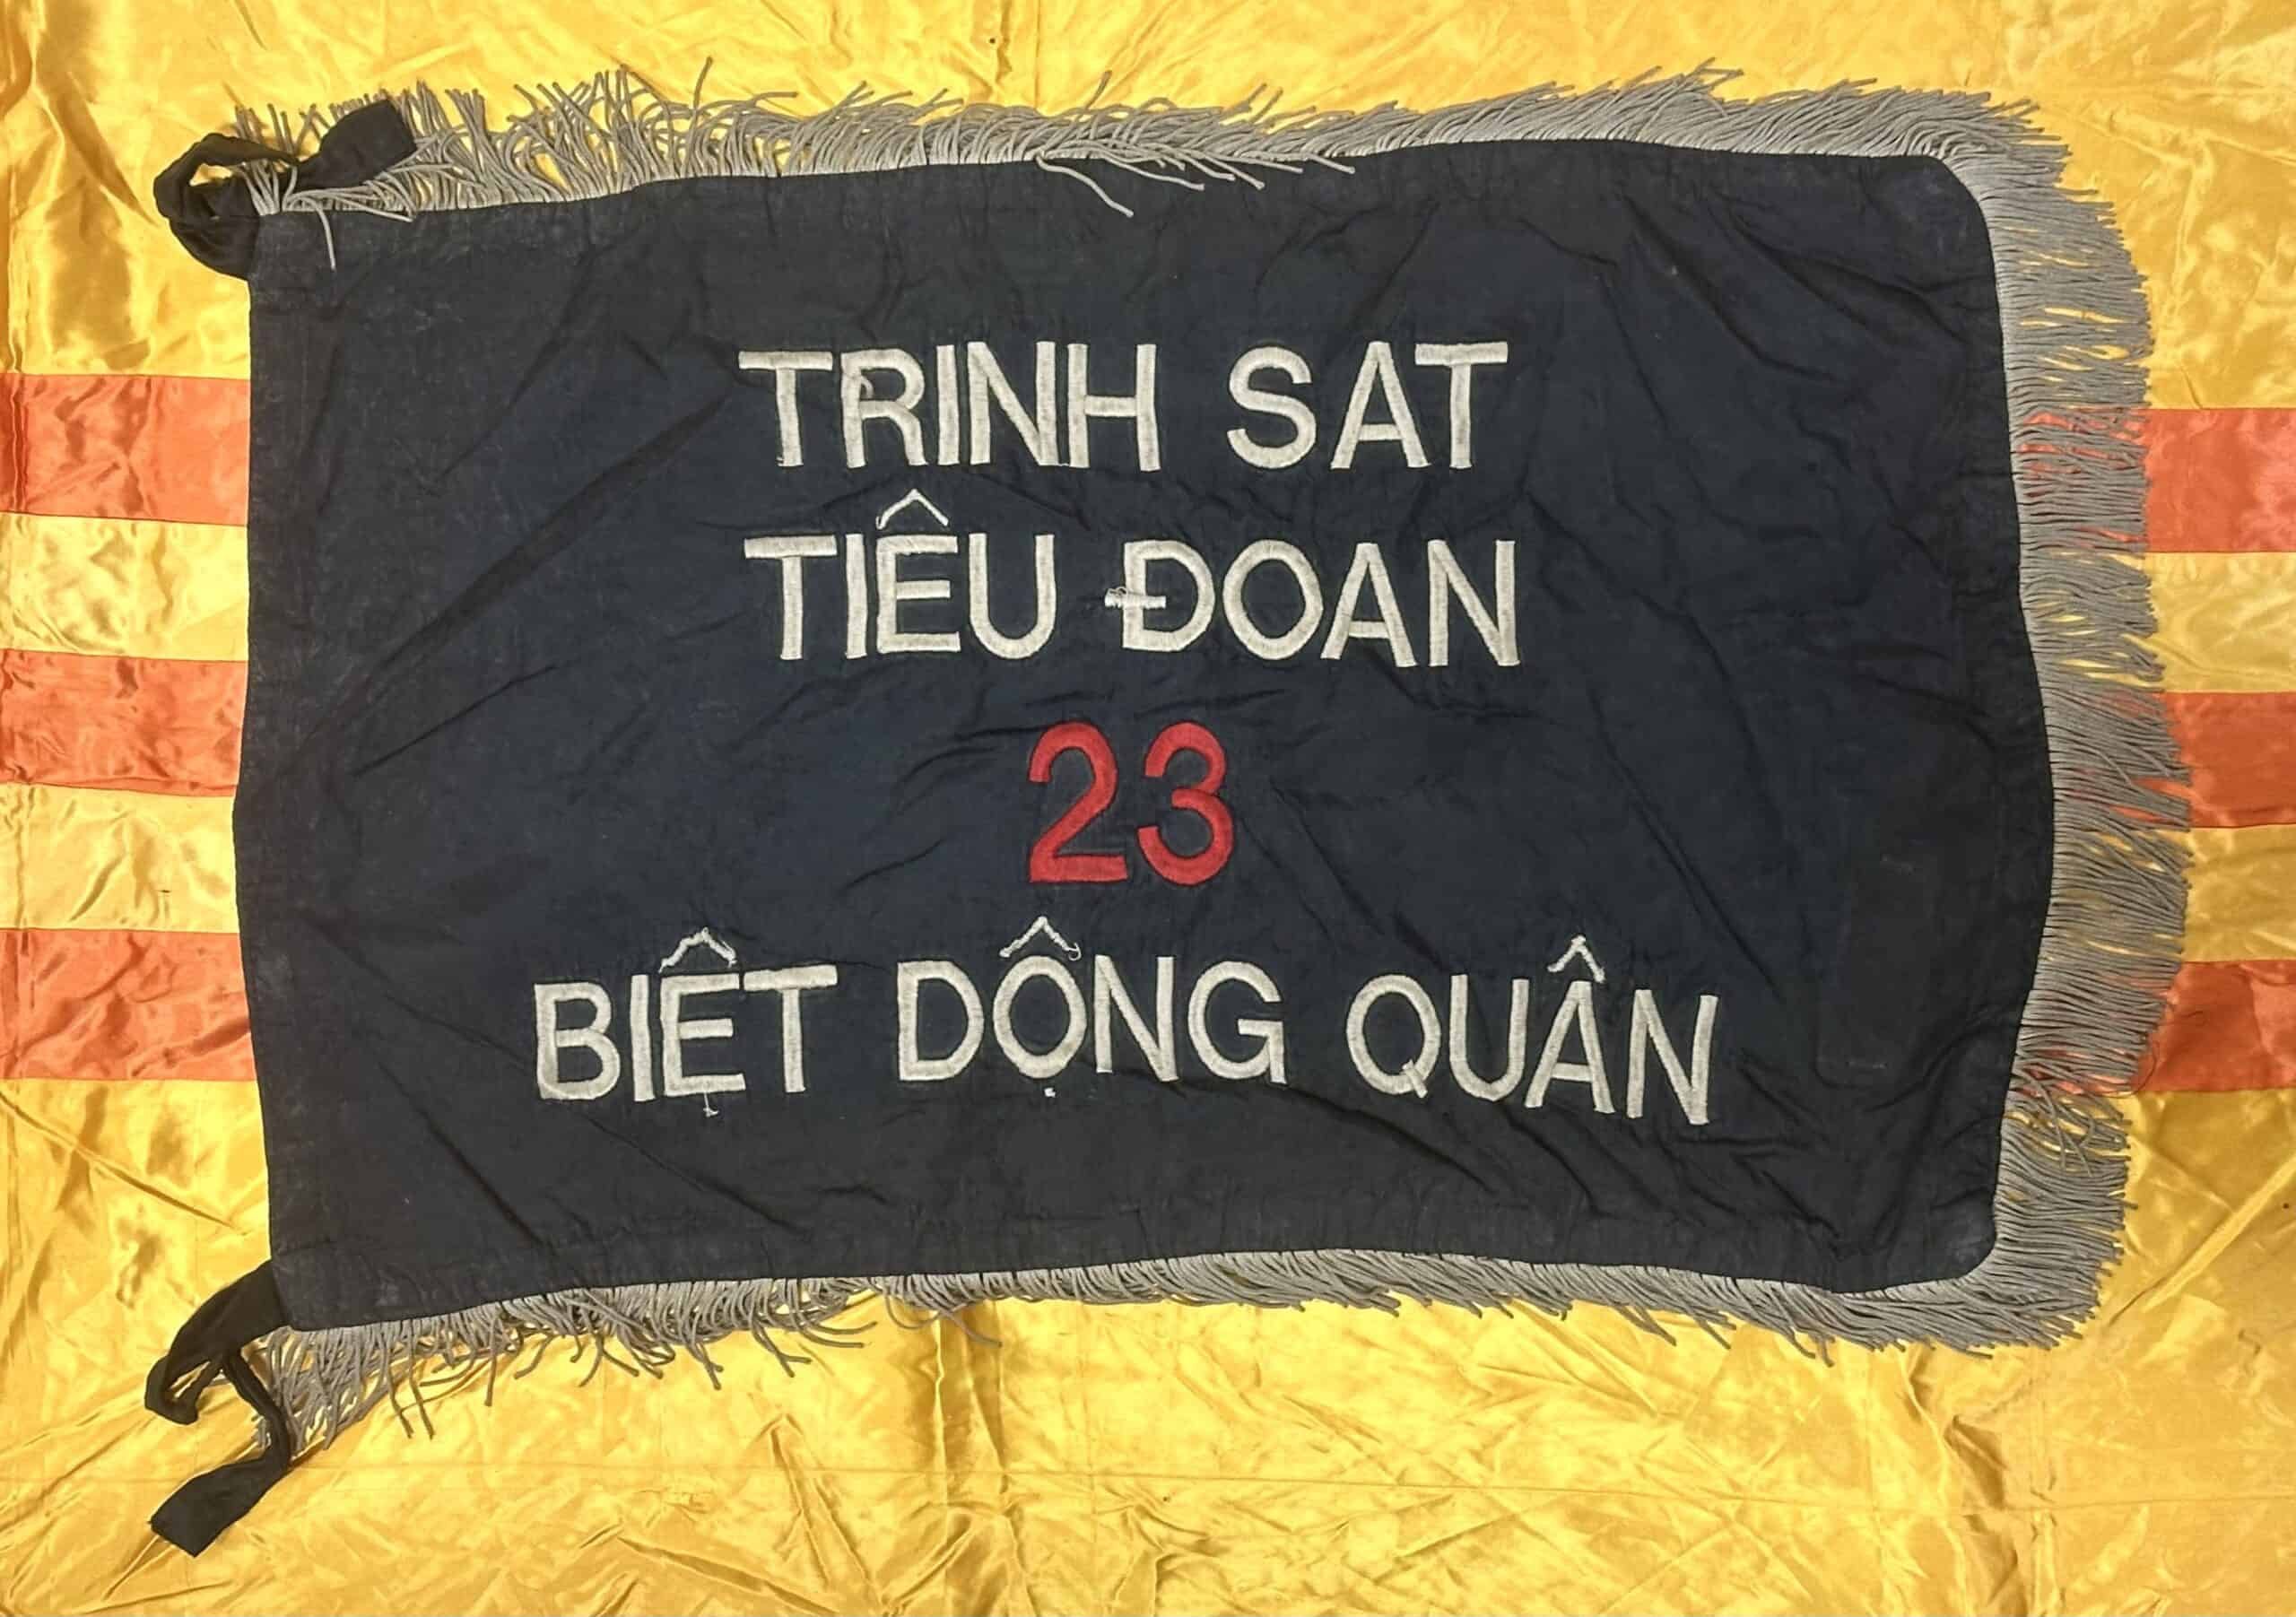 TRINH SAT
TIÊU ĐOAN
23
BIỆT DỘNG QUÂN